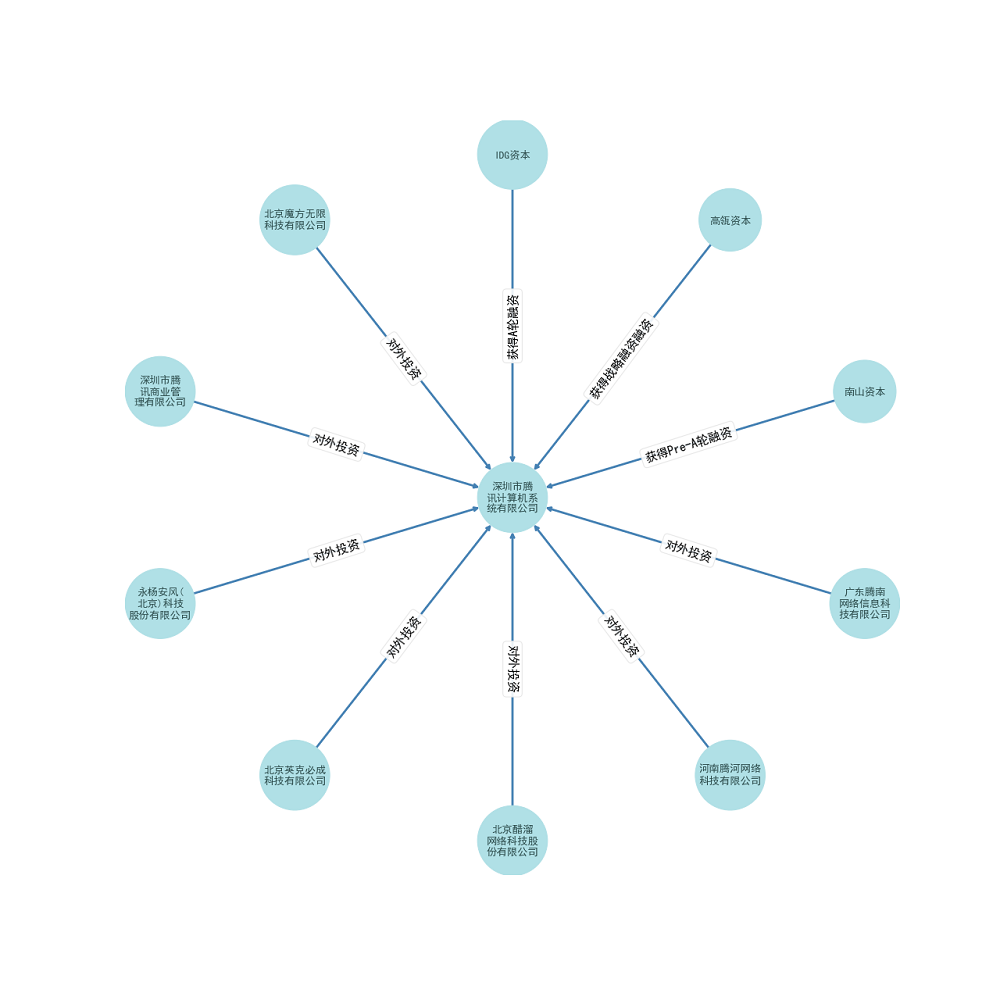 IDG资本
北京魔方无限
科技有限公司
高瓴资本
获得A轮融资
对外投资
获得战略融资融资
深圳市腾
讯商业管
理有限公司
南山资本
对外投资
获得Pre-A轮融资
深圳市腾
讯计算机系
统有限公司
对外投资
对外投资
永杨安风(
北京)科技
股份有限公司
广东腾南
网络信息科
技有限公司
对外投资
对外投资
对外投资
北京英克必成
科技有限公司
河南腾河网络
科技有限公司
北京醋溜
网络科技股
份有限公司